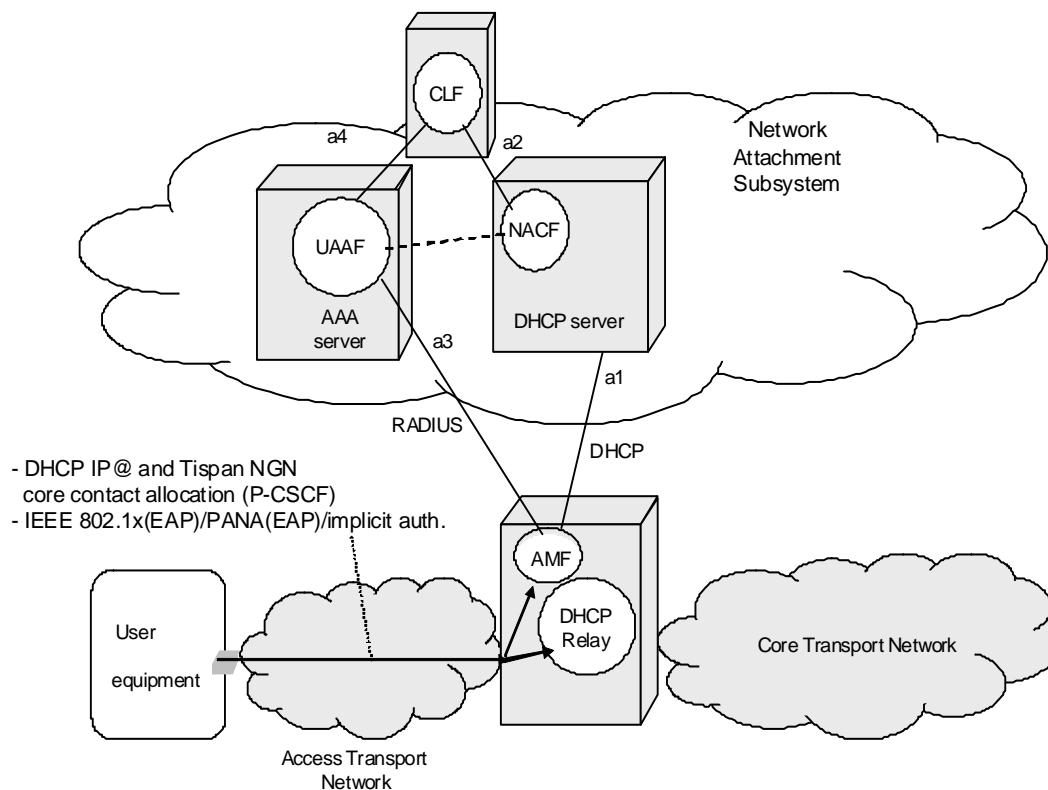 CLF
a4
a2
Network
Attachment
Subsystem
UAAF
NACF
AAA
server
DHCP server
a3
a1
RADIUS
DHCP
- DHCP IP@ and Tispan NGN
core contact allocation (P-CSCF)
- IEEE 802.1x(EAP)/PANA(EAP)/implicit auth.
AMF
DHCP
Relay
User
equipment
Core Transport Network
Access Transport
Network